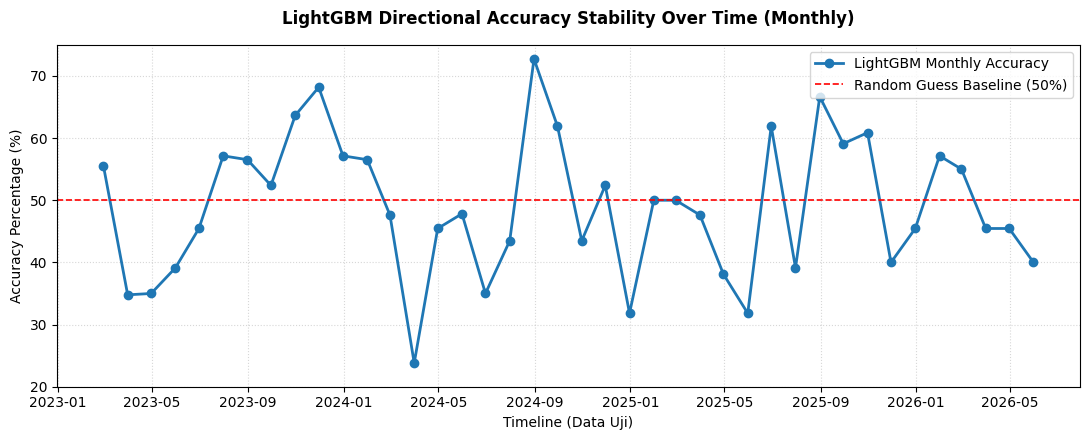 LightGBM Directional Accuracy Stability Over Time (Monthly)
LightGBM Monthly Accuracy
Random Guess Baseline (50%)
Accuracy Percentage (%)
70
60
50
40
30
20
2023-01 2023-05 2023-09 2024-01 2024-05 2024-09 2025-01 2025-05 2025-09 2026-01 2026-05
Timeline (Data Uji)